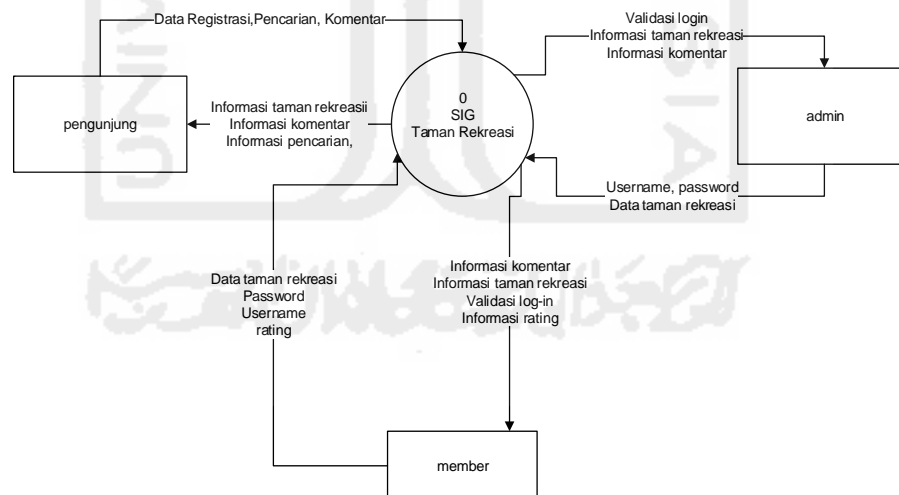 Data Registrasi,Pencarian, Komentar
Validasi login
Informasi taman rekreasi
Informasi komentar
pengunjung
Informasi taman rekreasii
Informasi komentar
Informasi pencarian,
0
SIG
Taman Rekreasi
admin
Username, password
Data taman rekreasi
Data taman rekreasi
Password
Username
rating
Informasi komentar
Informasi taman rekreasi
Validasi log-in
Informasi rating
member